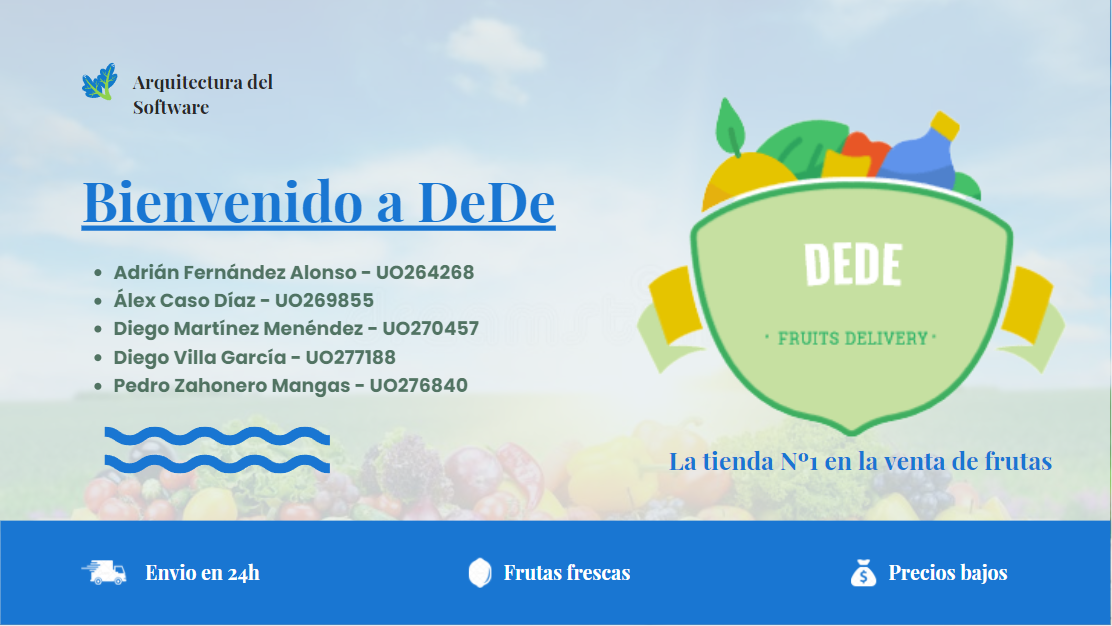 Arquitectura del
Software
Bienvenido a DeDe
Adrián Fernández Alonso - UO264268
Álex Caso Díaz - UO269855
Diego Martínez Menéndez - UO270457
Diego Villa García - UO277188
Pedro Zahonero Mangas - UO276840
DEDE
· FRUITS DELIVERY ·
La tienda Nº1 en la venta de frutas
Envio en 24h
Frutas frescas
$
Precios bajos